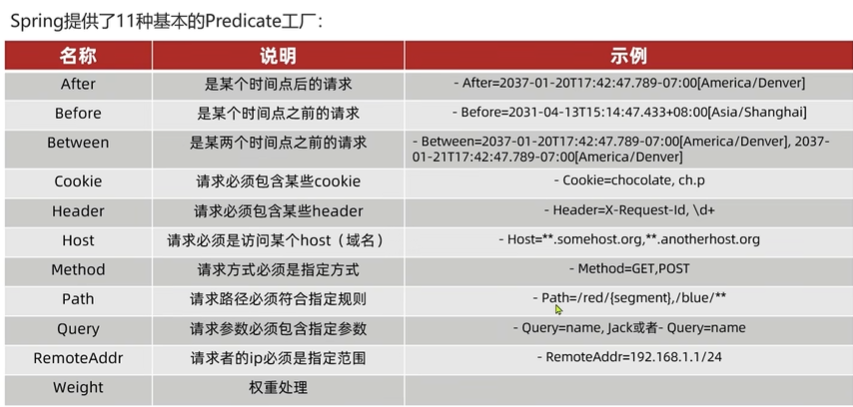 Spring提供了11种基本的Predicate工厂：
名称 说明 示例
After 是某个时间点后的请求 - After=2037-01-20T17:42:47.789-07:00[America/Denver]
Before 是某个时间点之前的请求 - Before=2031-04-13T15:14:47.433+08:00[Asia/Shanghai]
Between 是某两个时间点之前的请求 - Between=2037-01-20T17:42:47.789-07:00[America/Denver], 2037-
01-21T17:42:47.789-07:00[America/Denver]
Cookie 请求必须包含某些cookie - Cookie=chocolate, ch.p
Header 请求必须包含某些header - Header=X-Request-Id, \d+
Host 请求必须是访问某个host（域名） - Host=**.somehost.org,**.anotherhost.org
Method 请求方式必须是指定方式 - Method=GET,POST
Path 请求路径必须符合指定规则 - Path=/red/{segment},/blue/**
Query 请求参数必须包含指定参数 - Query=name, Jack或者- Query=name
RemoteAddr 请求者的ip必须是指定范围 - RemoteAddr=192.168.1.1/24
Weight 权重处理